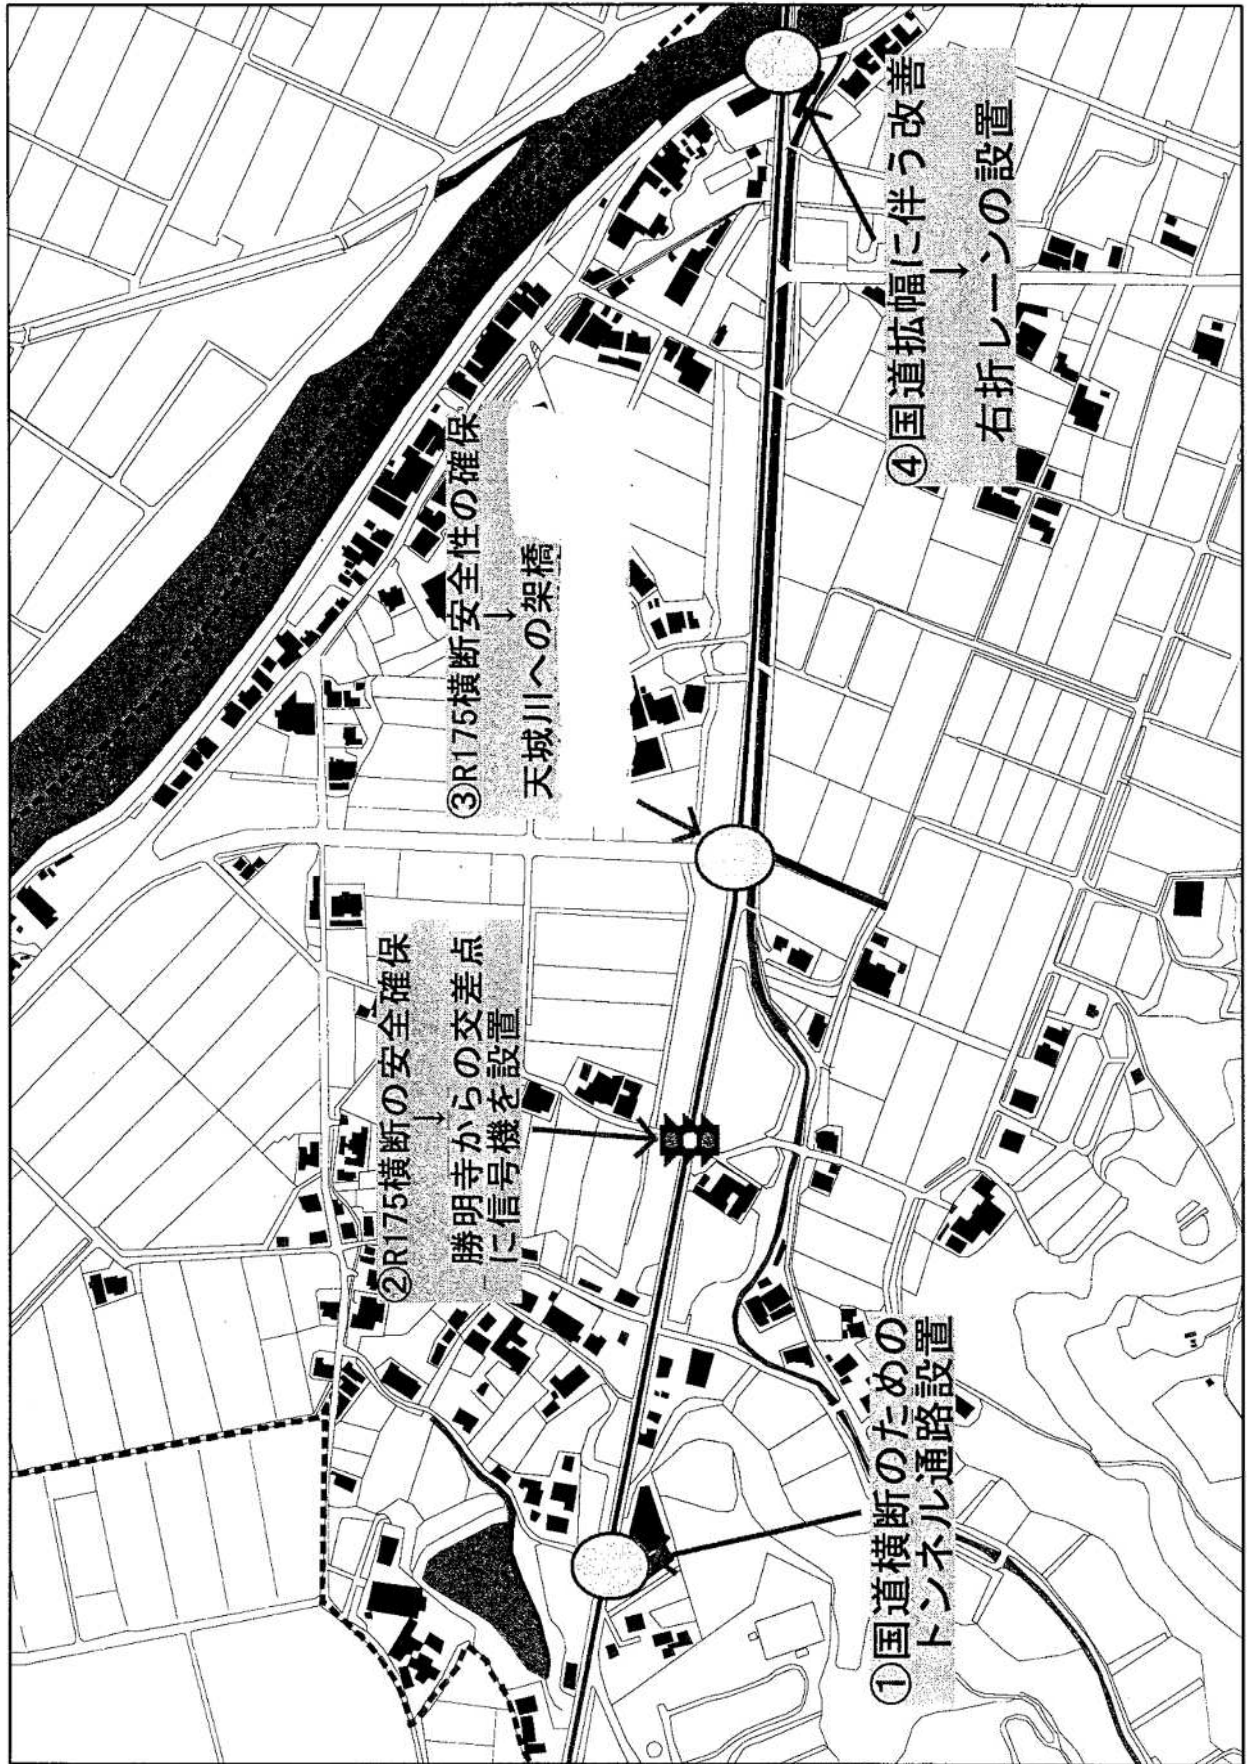 ①国道横断のための
トンネル通路設置
②R175横断の安全確保
↓
勝明寺からの交差点
に信号機を設置
③R175横断安全性の確保
↓
天城川への架橋
④国道拡幅に伴う改善
↓
右折レーンの設置